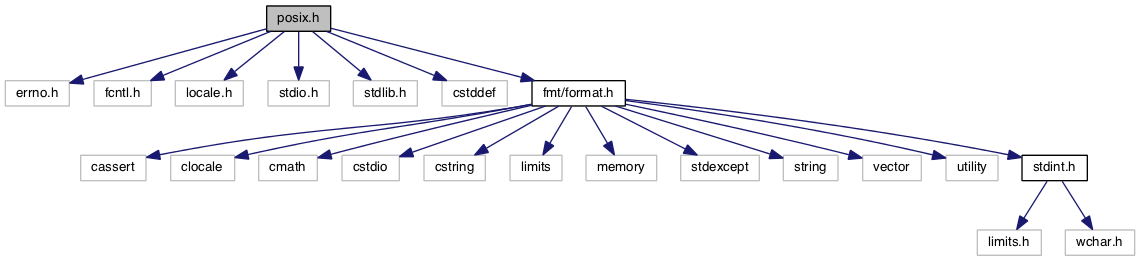 posix.h
errno.h
fcntl.h
locale.h
stdio.h
stdlib.h
cstddef
fmt/format.h
cassert
clocale
cmath
cstdio
cstring
limits
memory
stdexcept
string
vector
utility
stdint.h
limits.h
wchar.h